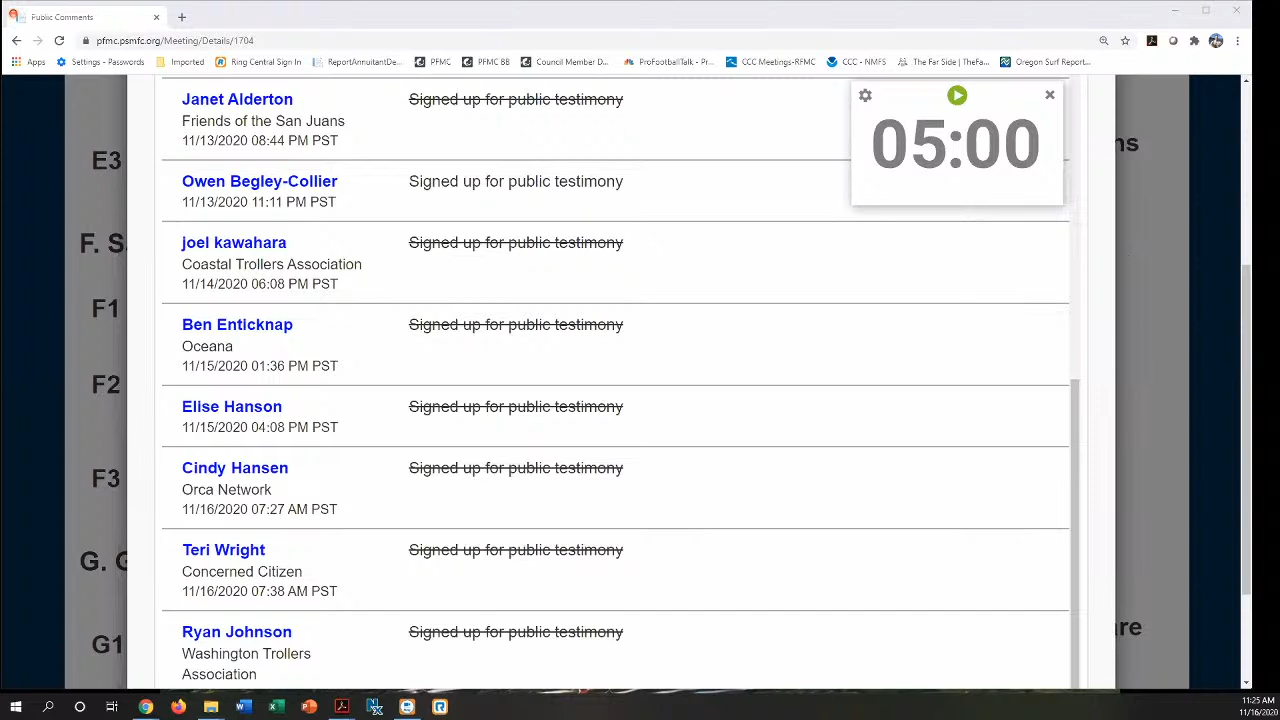 Public Comments
pfmc.psmfc.org/Meeting/Details/1704
Apps
Settings - Passwords
Imported
Ring Central Sign In
ReportAnnuitantDe...
PFMC
PFMC BB
Council Member D...
ProFootballTalk - Pr...
CCC Meetings-RFMC
CCC - NMFS
The Far Side | TheFa...
Oregon Surf Report...
E3
F. S
F1
F2
F3
G. G
G1
ns
are
Janet Alderton
Signed up for public testimony
Friends of the San Juans
11/13/2020 08:44 PM PST
05:00
Owen Begley-Collier
Signed up for public testimony
11/13/2020 11:11 PM PST
joel kawahara
Signed up for public testimony
Coastal Trollers Association
11/14/2020 06:08 PM PST
Ben Enticknap
Signed up for public testimony
Oceana
11/15/2020 01:36 PM PST
Elise Hanson
Signed up for public testimony
11/15/2020 04:08 PM PST
Cindy Hansen
Signed up for public testimony
Orca Network
11/16/2020 07:27 AM PST
Teri Wright
Signed up for public testimony
Concerned Citizen
11/16/2020 07:38 AM PST
Ryan Johnson
Signed up for public testimony
Washington Trollers
Association
11:25 AM
11/16/2020